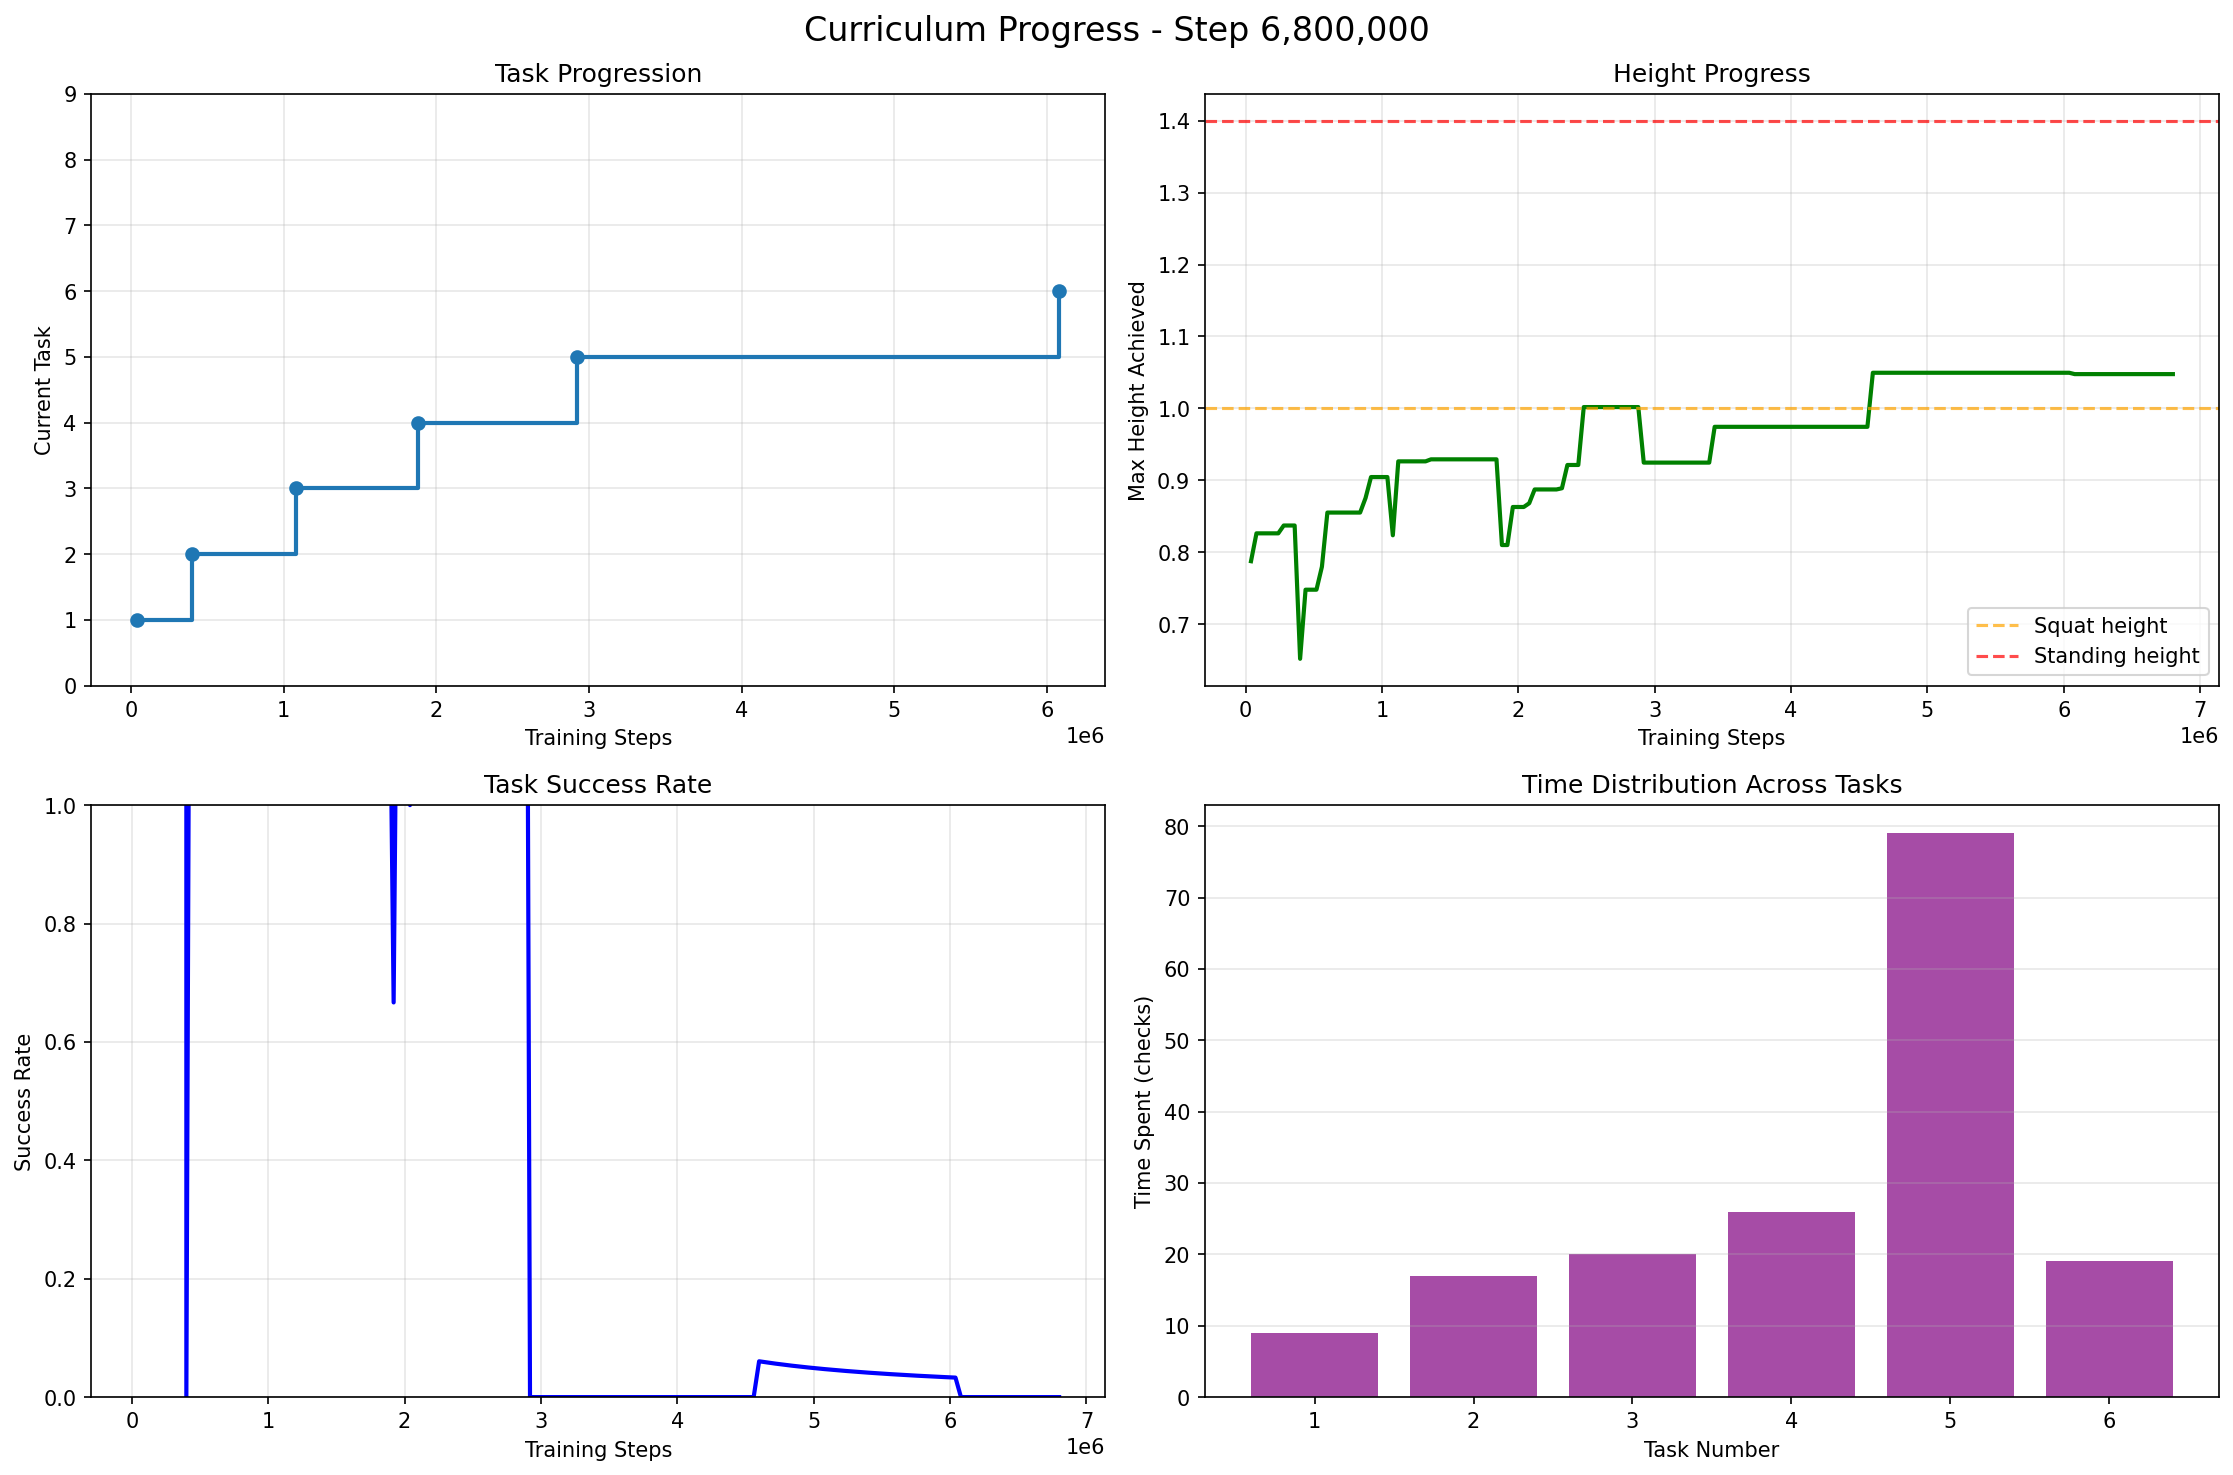 Curriculum Progress - Step 6,800,000
Task Progression
9
8
7
6
5
4
3
2
1
0
Current Task
0 1 2 3 4 5 6
1e6
Training Steps
Height Progress
1.4
1.3
1.2
1.1
1.0
0.9
0.8
0.7
Max Height Achieved
Squat height
Standing height
0 1 2 3 4 5 6 7
1e6
Training Steps
Task Success Rate
1.0
0.8
0.6
0.4
0.2
0.0
Success Rate
0 1 2 3 4 5 6 7
1e6
Training Steps
Time Distribution Across Tasks
80
70
60
50
40
30
20
10
0
Time Spent (checks)
1 2 3 4 5 6
Task Number